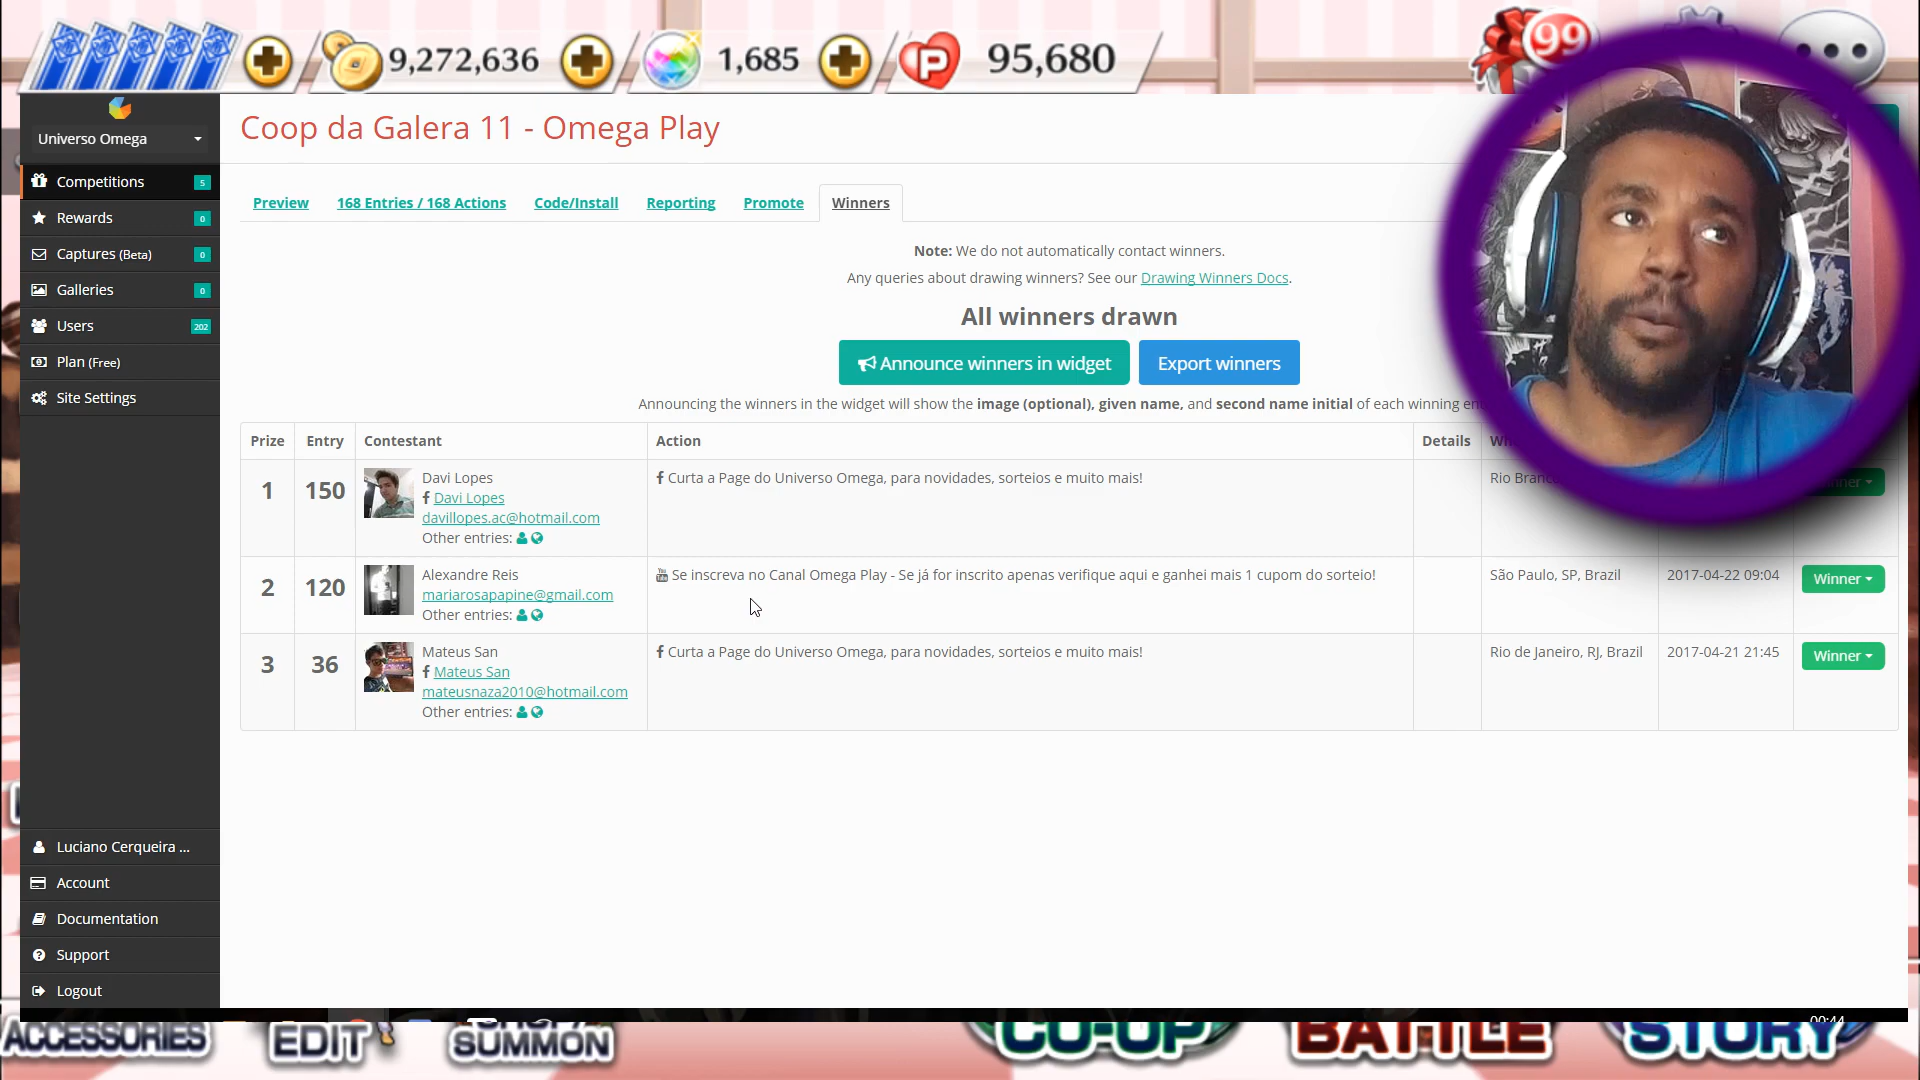 9,272,636
1,685
95,680
99
Universo Omega
Coop da Galera 11 - Omega Play
Competitions 5
Rewards 0
Captures (Beta) 0
Galleries 0
Users 202
Plan (Free)
Site Settings
Preview
168 Entries / 168 Actions
Code/Install
Reporting
Promote
Winners
Note: We do not automatically contact winners.
Any queries about drawing winners? See our Drawing Winners Docs.
All winners drawn
Announce winners in widget
Export winners
Announcing the winners in the widget will show the image (optional), given name, and second name initial of each winning
Prize Entry Contestant Action Details
1 150 Davi Lopes
Davi Lopes
davillopes.ac@hotmail.com
Other entries:
Curta a Page do Universo Omega, para novidades, sorteios e muito mais!
Rio
2 120 Alexandre Reis
mariarosapapine@gmail.com
Other entries:
Se inscreva no Canal Omega Play - Se já for inscrito apenas verifique aqui e ganhei mais 1 cupom do sorteio!
São Paulo, SP, Brazil
2017-04-22 09:04
Winner
3 36 Mateus San
Mateus San
mateusnaza2010@hotmail.com
Other entries:
Curta a Page do Universo Omega, para novidades, sorteios e muito mais!
Rio de Janeiro, RJ, Brazil
2017-04-21 21:45
Winner
Luciano Cerqueira ...
Account
Documentation
Support
Logout
00:44
ACCESSORIES
EDIT
SUMMON
CO-OP
BATTLE
STORY